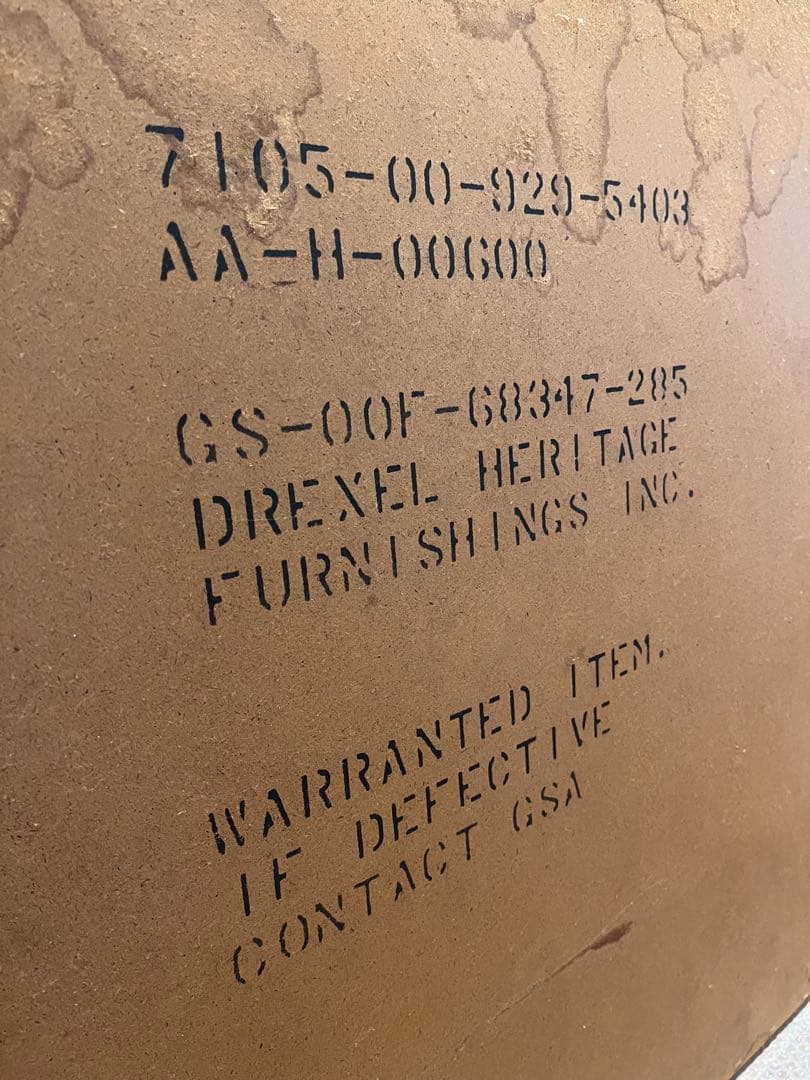 7105-00-929-5403
AA-H-00600
GS-00F-68347-285
DREXEL HERITAGE
FURNISHINGS INC.
WARRANTED ITEM.
IF DEFECTIVE
CONTACT GSA